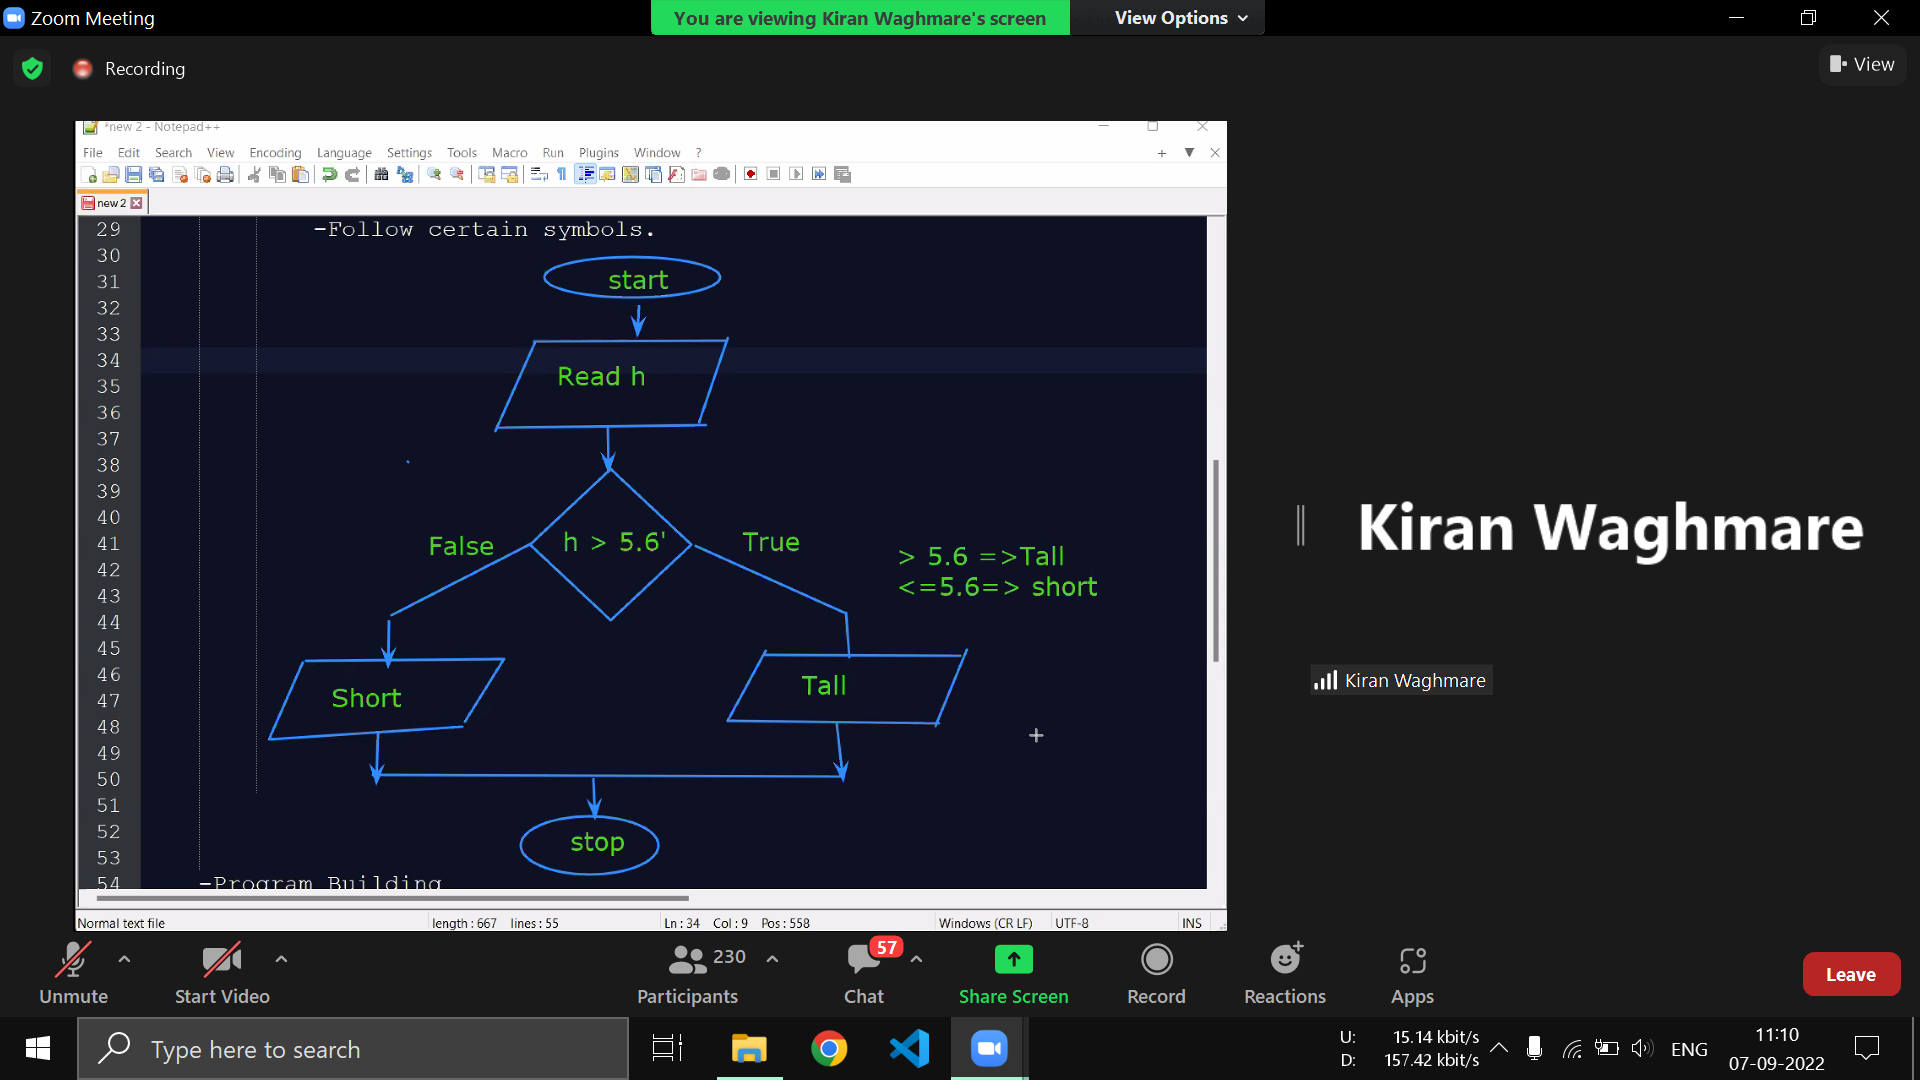 Zoom Meeting
You are viewing Kiran Waghmare's screen
View Options
Recording
View
*new 2 - Notepad++
File Edit Search View Encoding Language Settings Tools Macro Run Plugins Window ?
new 2
29 -Follow certain symbols.
30
31 start
32
33
34
35 Read h
36
37
38
39
40
41 False h > 5.6' True
42 > 5.6 =>Tall
43 <=5.6=> short
44
45
46
47 Short Tall
48
49
50
51
52
53 stop
54 -Program Building
Normal text file length : 667 lines : 55 Ln : 34 Col : 9 Pos : 558 Windows (CR LF) UTF-8 INS
Kiran Waghmare
Kiran Waghmare
Unmute
Start Video
230
Participants
57
Chat
Share Screen
Record
Reactions
Apps
Leave
Type here to search
U: 15.14 kbit/s
D: 157.42 kbit/s
ENG
11:10
07-09-2022